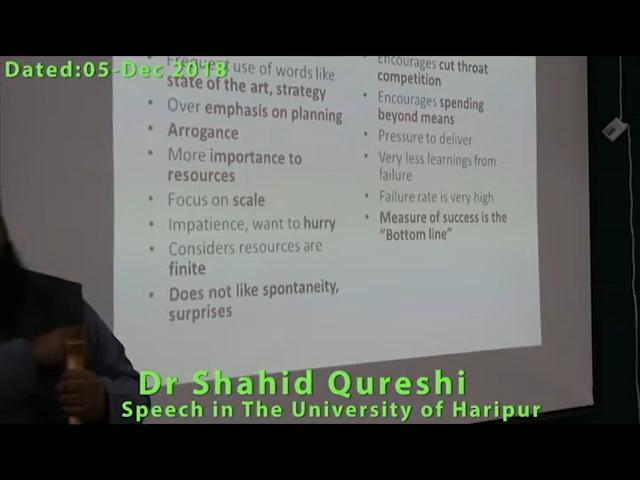 Dated:05-Dec 2018
Frequent use of words like
state of the art, strategy
• Over emphasis on planning
• Arrogance
• More importance to
resources
• Focus on scale
• Impatience, want to hurry
• Considers resources are
finite
• Does not like spontaneity,
surprises
Encourages cut throat
competition
• Encourages spending
beyond means
• Pressure to deliver
• Very less learnings from
failure
• Failure rate is very high
• Measure of success is the
"Bottom line"
Dr Shahid Qureshi
Speech in The University of Haripur